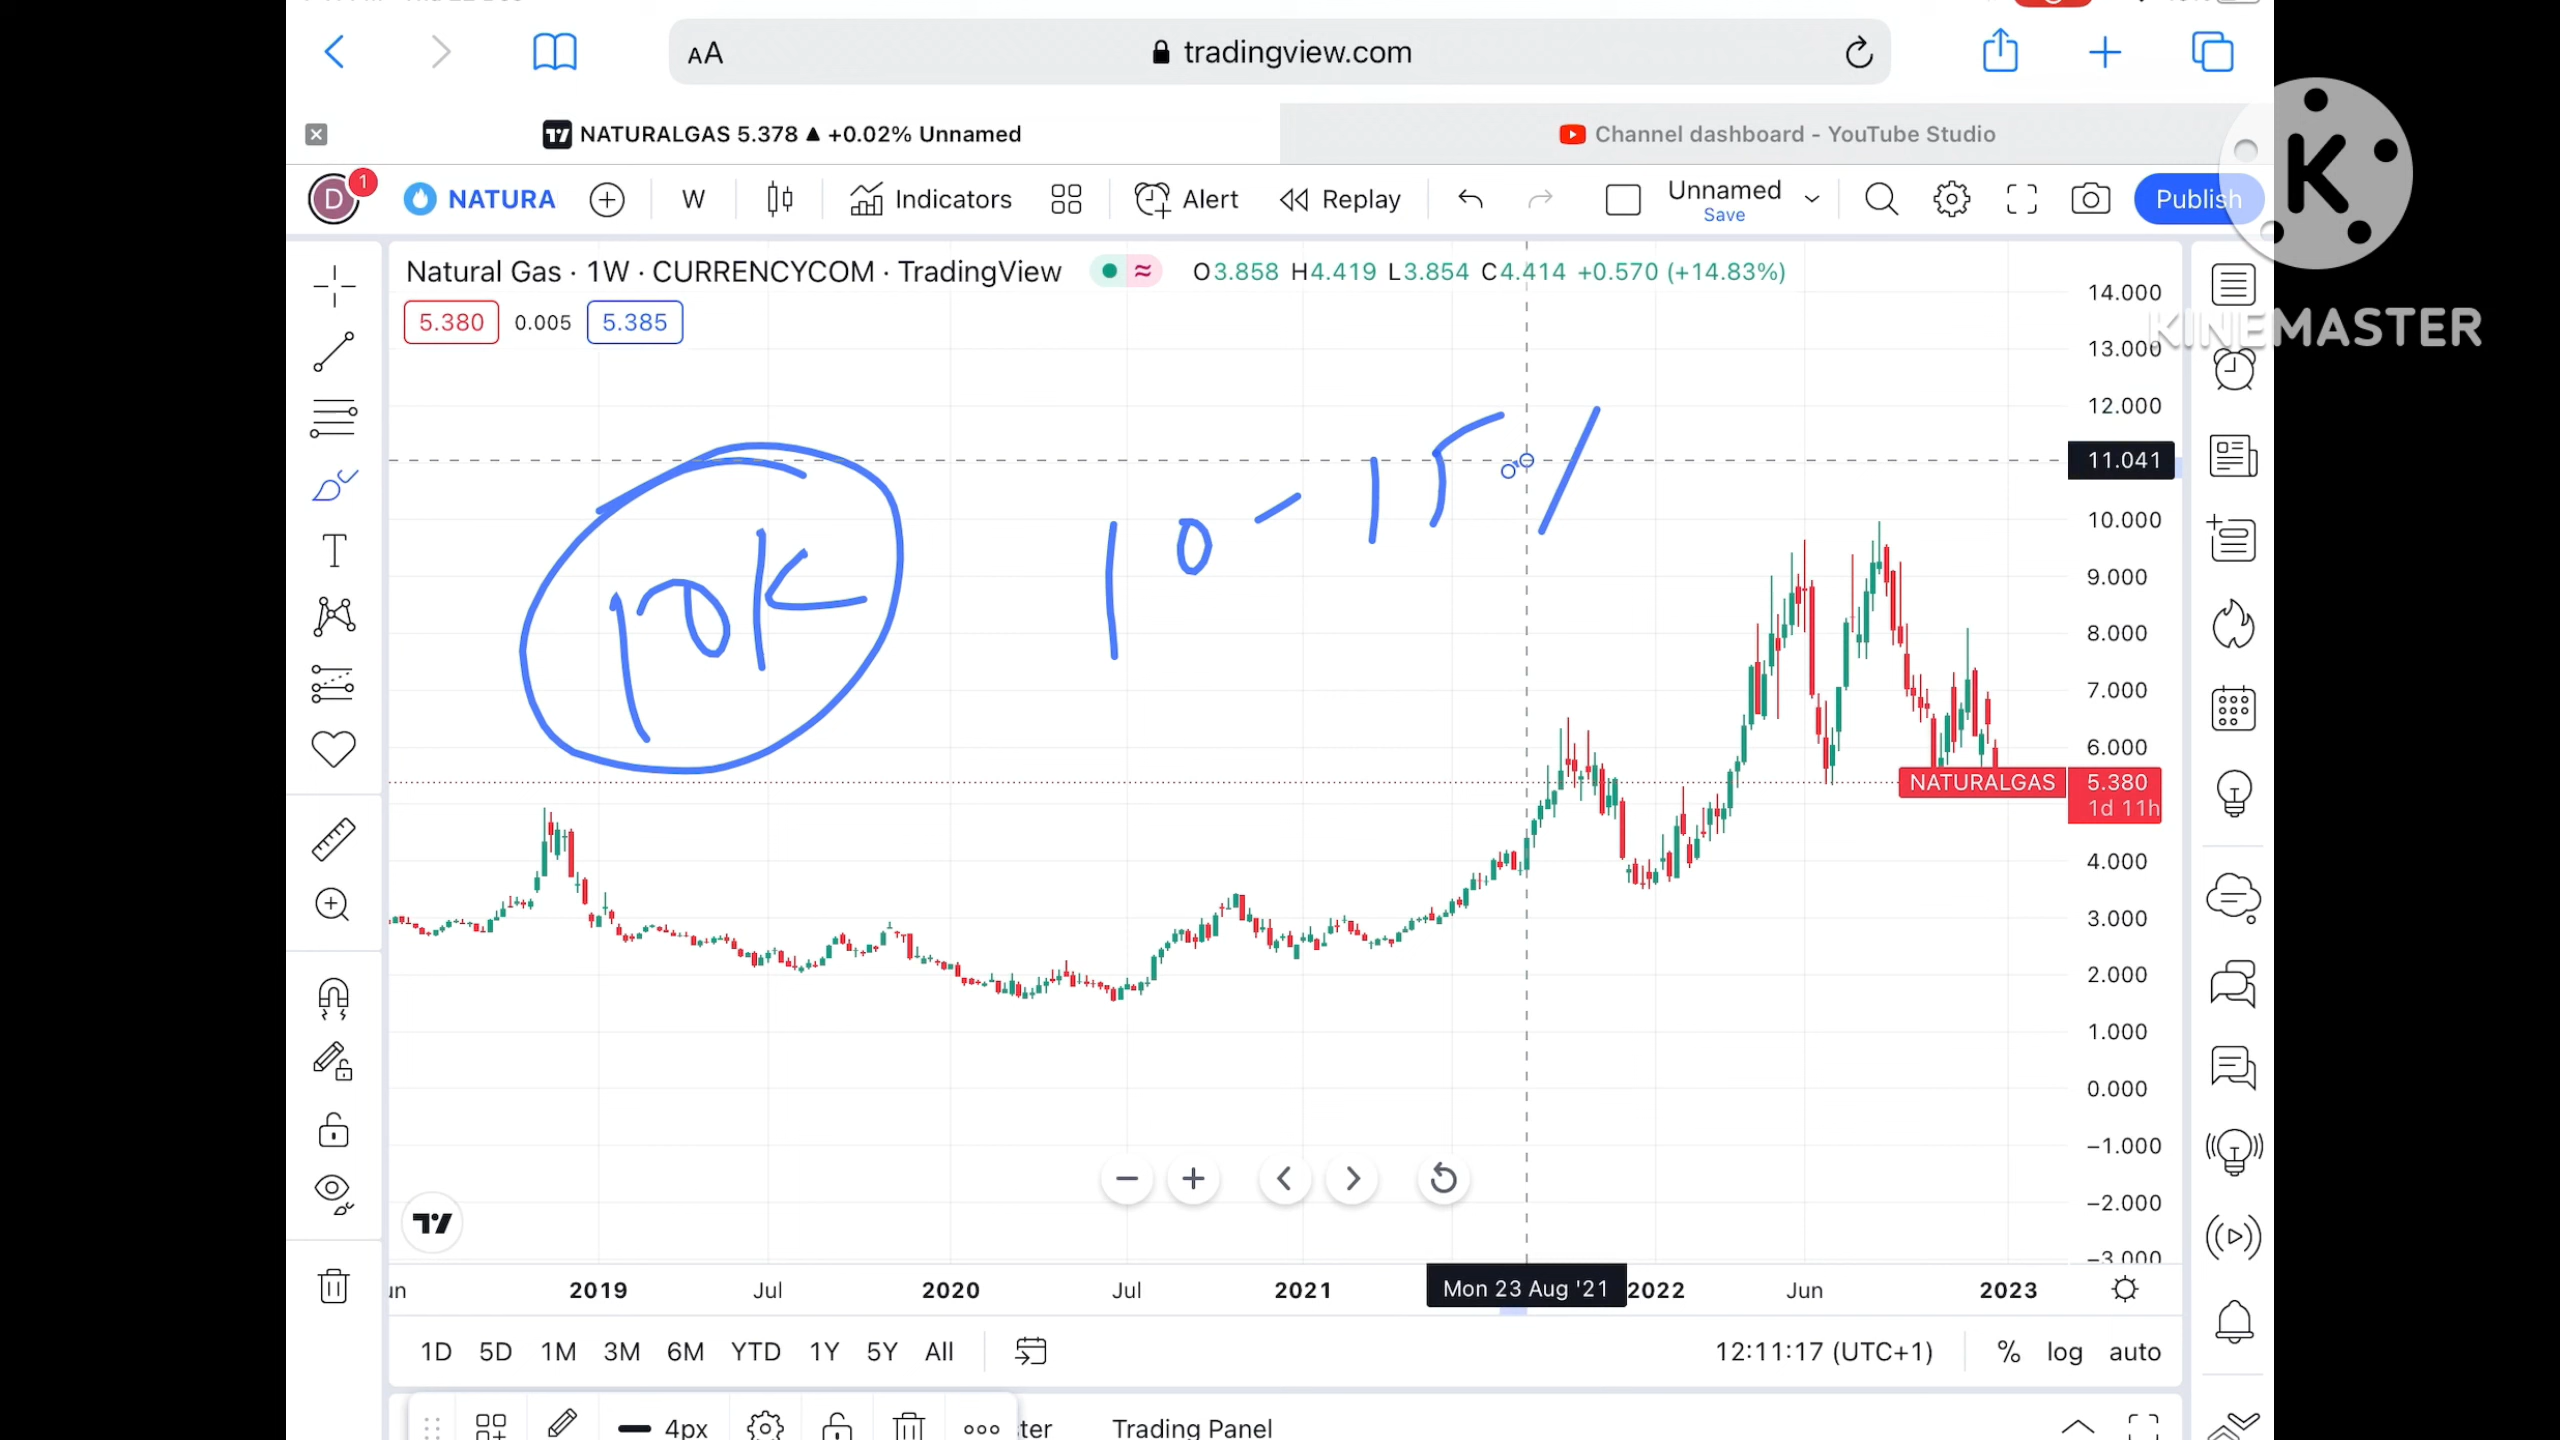 tradingview.com
AA
NATURALGAS 5.378 ▲ +0.02% Unnamed
Channel dashboard - YouTube Studio
D 1 NATURA W Indicators Alert Replay Unnamed Save Publish
K
KINEMASTER
Natural Gas · 1W · CURRENCYCOM · TradingView O3.858 H4.419 L3.854 C4.414 +0.570 (+14.83%)
5.380 0.005 5.385
14.000
13.000
12.000
11.041
10.000
9.000
8.000
7.000
6.000
NATURALGAS 5.380
1d 11h
4.000
3.000
2.000
1.000
0.000
−1.000
−2.000
−3.000
10K
10-15%
2019 Jul 2020 Jul 2021 Mon 23 Aug '21 2022 Jun 2023
1D 5D 1M 3M 6M YTD 1Y 5Y All 12:11:17 (UTC+1) % log auto
4px Trading Panel